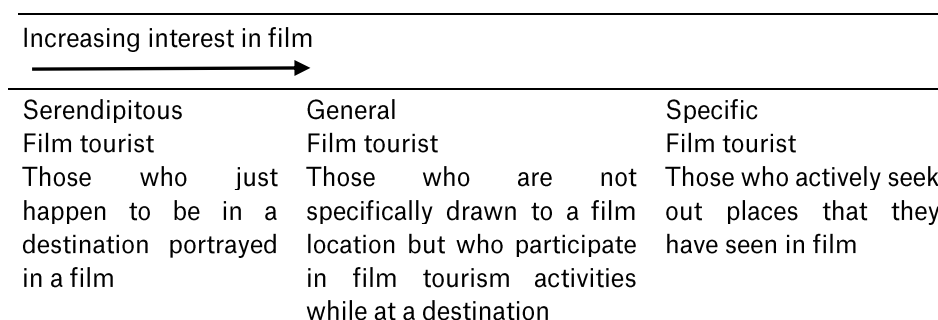 Increasing interest in film
Serendipitous
Film tourist
Those who just
happen to be in a
destination portrayed
in a film
General
Film tourist
Those who are not
specifically drawn to a film
location but who participate
in film tourism activities
while at a destination
Specific
Film tourist
Those who actively seek
out places that they
have seen in film